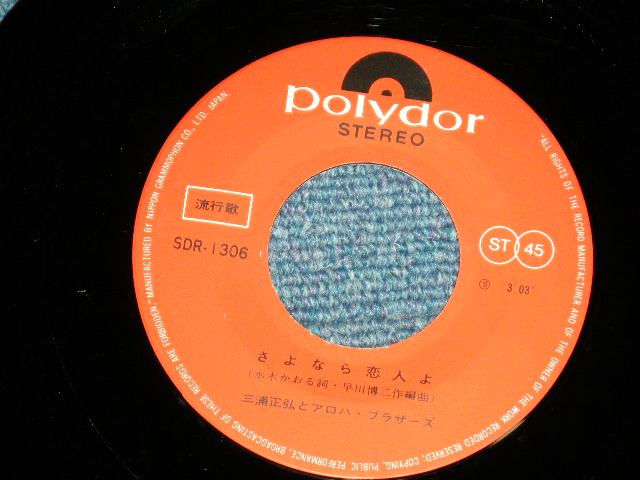 polydor
STEREO
流行歌
SDR-1306
ST 45
Ⓢ 3′03″
さよなら恋人よ
(水木かおる詞・早川博二作編曲)
三浦正弘とアロハ・ブラザーズ
"ALL RIGHTS OF THE RECORD MANUFACTURER AND OF THE OWNER OF THE WORK RECORDED RESERVED, COPYING, PUBLIC PERFORMANCE, BROADCASTING OF THESE RECORDS ARE FORBIDDEN" MANUFACTURED BY NIPPON GRAMMOPHON CO., LTD. JAPAN.